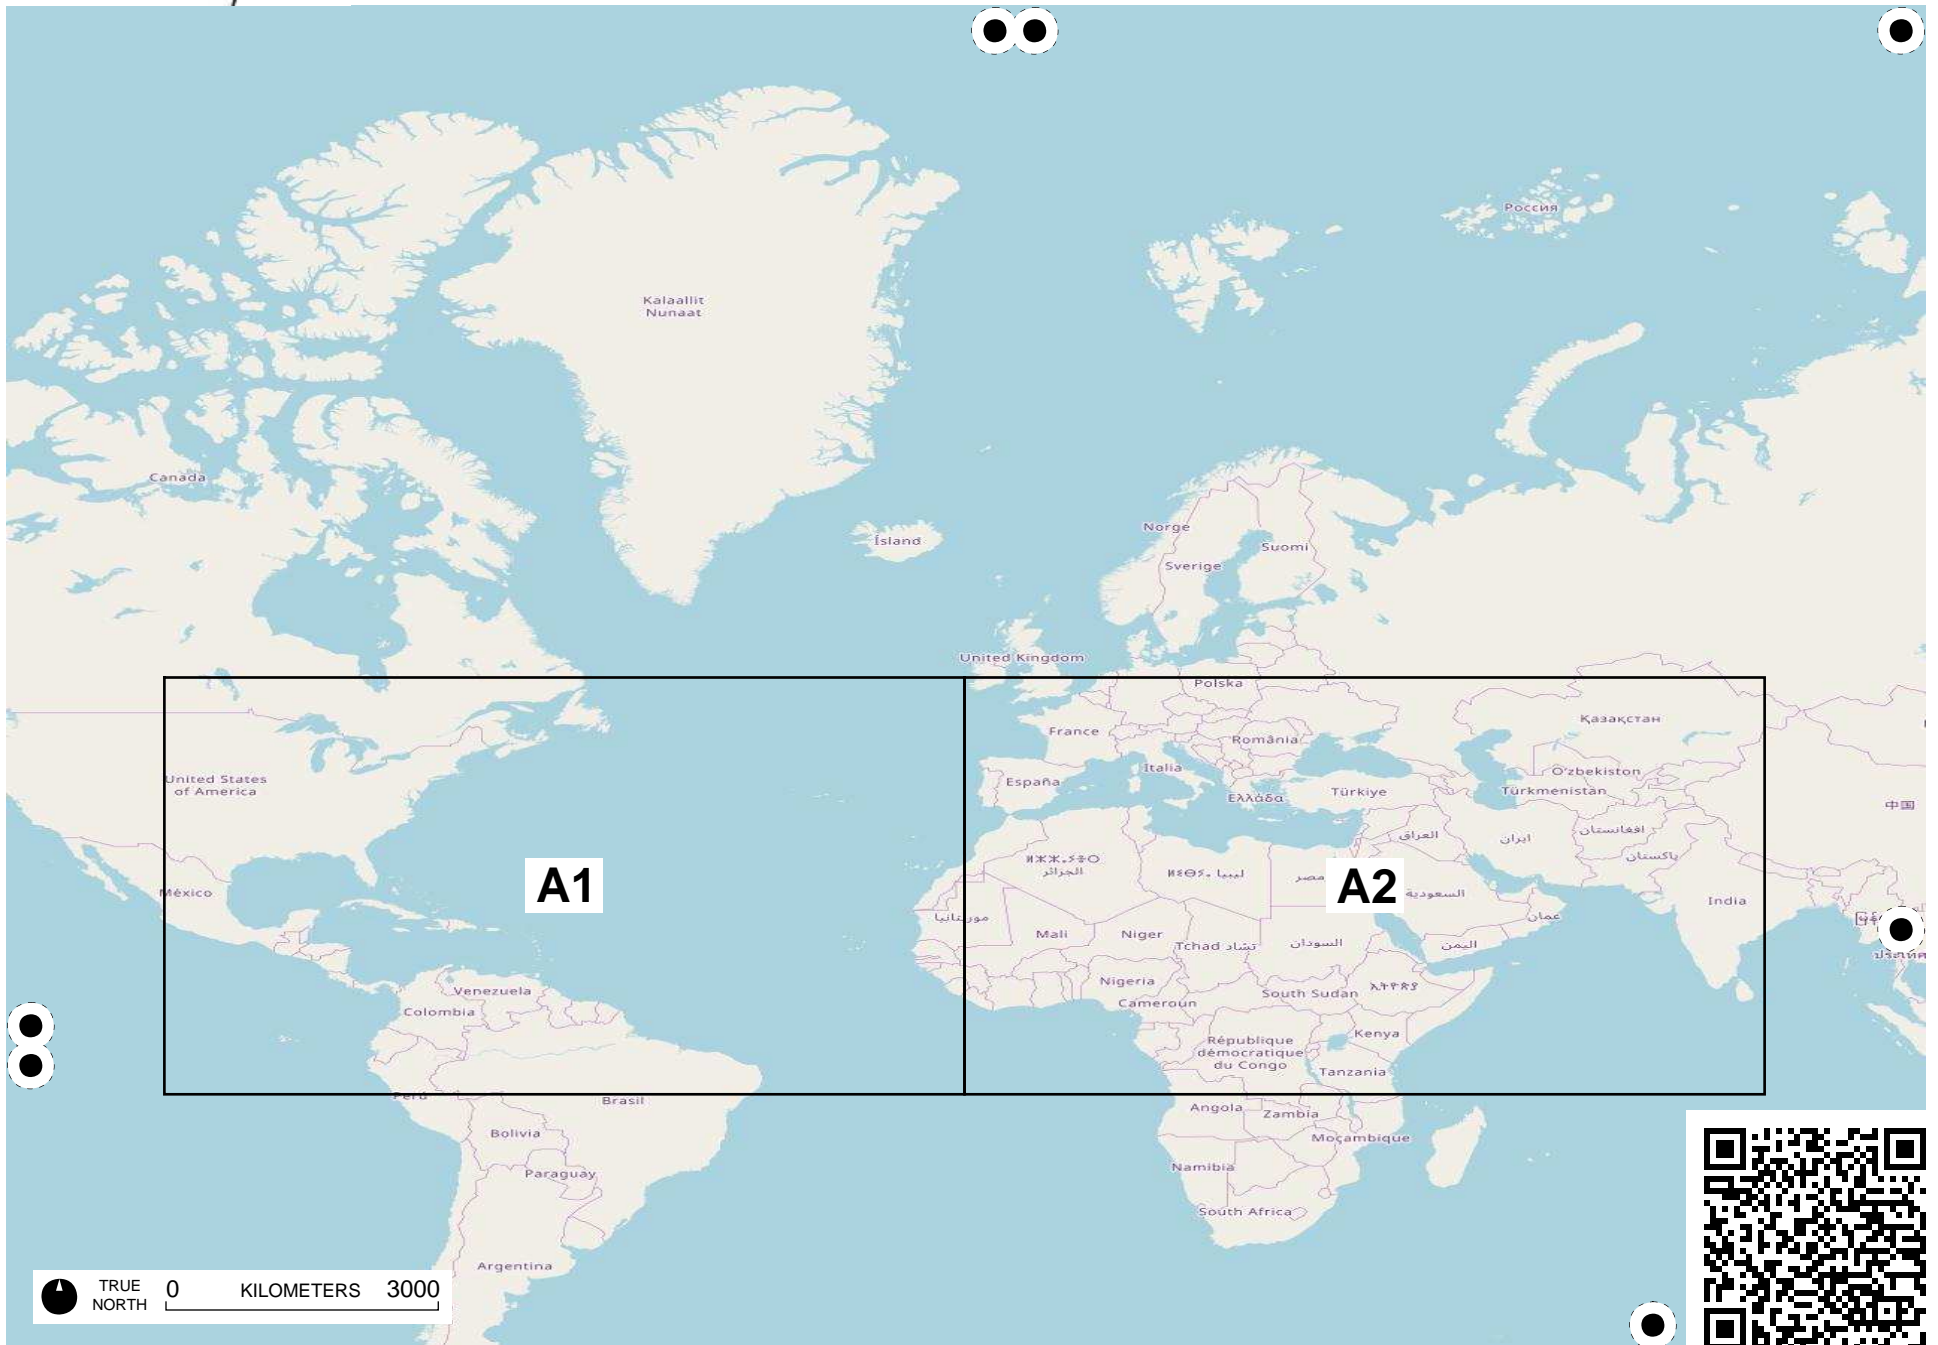 Россия
Kalaallit
Nunaat
Canada
Norge
Ísland
Suomi
Sverige
United Kingdom
Polska
Қазақстан
France
România
Italia
United States
of America
España
Ελλάδα
Türkiye
Oʻzbekiston
Türkmenistan
中国
العراق
ایران
افغانستان
پاکستان
ⵍⵣⵣⴰⵢⴻⵔ
الجزائر
ليبيا
مصر
A1
A2
México
السعودية
India
عمان
موريتانيا
Mali
Niger
Tchad تشاد
السودان
اليمن
Venezuela
Nigeria
South Sudan
ኢትዮጵያ
Colombia
Cameroun
Kenya
République
démocratique
du Congo
Tanzania
Perú
Brasil
Angola
Zambia
Bolivia
Moçambique
Paraguay
Namibia
South Africa
Argentina
TRUE
NORTH
0 KILOMETERS 3000